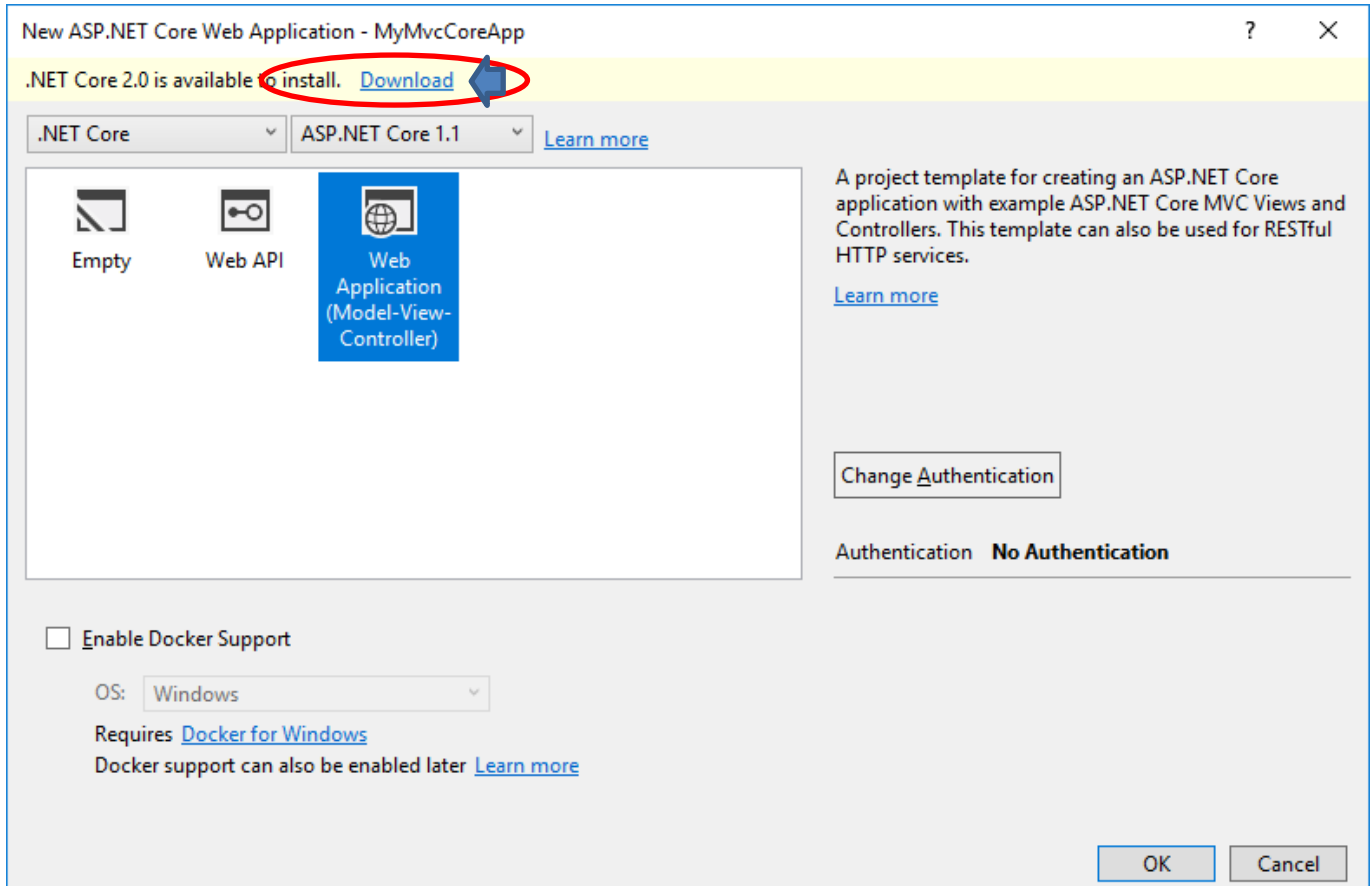 New ASP.NET Core Web Application - MyMvcCoreApp ?
.NET Core 2.0 is available to install. Download
.NET Core ASP.NET Core 1.1 Learn more
Empty
Web API
Web
Application
(Model-View-
Controller)
A project template for creating an ASP.NET Core
application with example ASP.NET Core MVC Views and
Controllers. This template can also be used for RESTful
HTTP services.
Learn more
Change Authentication
Authentication No Authentication
Enable Docker Support
OS: Windows
Requires Docker for Windows
Docker support can also be enabled later Learn more
OK Cancel